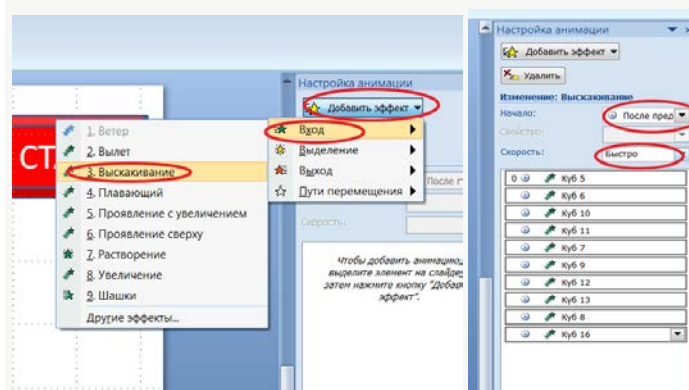 Настройка анимации
Добавить эффект
СТ
1. Ветер
2. Вылет
3. Выскакивание
4. Плавающий
5. Проявление с увеличением
6. Проявление сверху
7. Растворение
8. Увеличение
9. Шашки
Другие эффекты...
Вход
Выделение
Выход
Пути перемещения
После
Скорость:
Чтобы добавить анимацию,
выделите элемент на слайде,
затем нажмите кнопку "Добав
эффект".
Настройка анимации
Добавить эффект
Удалить
Изменение: Выскакивание
Начало:
После пред
Свойство:
Скорость:
Быстро
0 Куб 5
Куб 6
Куб 10
Куб 11
Куб 7
Куб 9
Куб 12
Куб 13
Куб 8
Куб 16